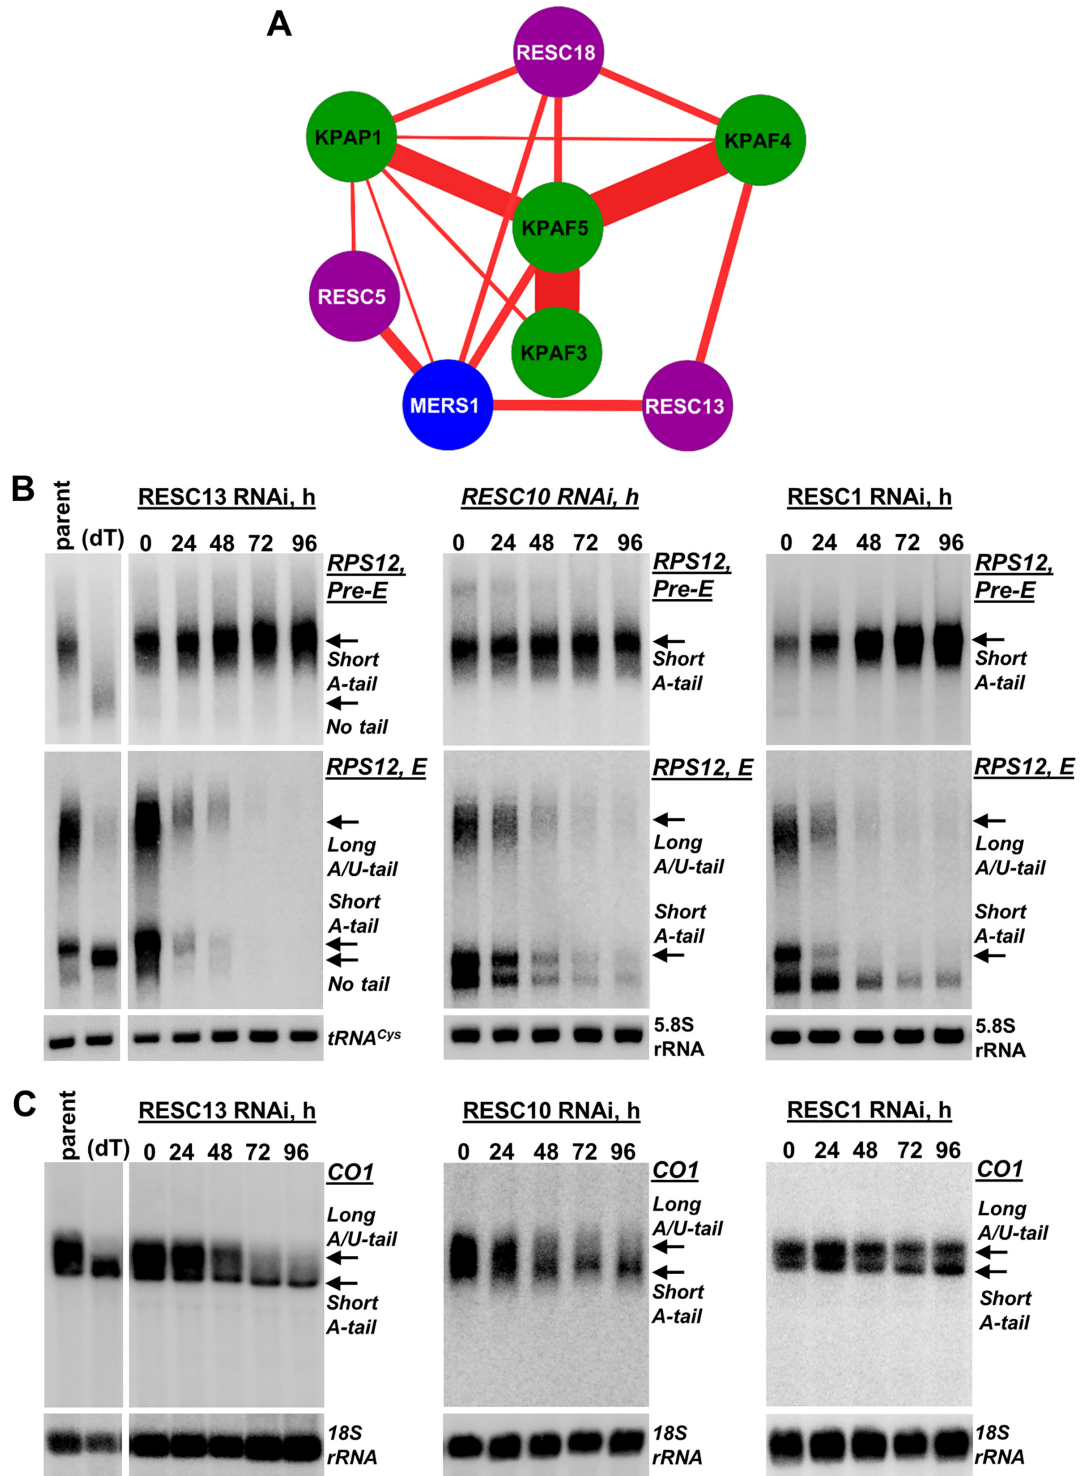 A
RESC18
KPAP1
KPAF4
KPAF5
RESC5
KPAF3
MERS1
RESC13
B
parent
(dT)
RESC13 RNAi, h
0 24 48 72 96
RPS12,
Pre-E
Short
A-tail
No tail
RPS12, E
Long
A/U-tail
Short
A-tail
No tail
tRNACys
RESC10 RNAi, h
0 24 48 72 96
RPS12,
Pre-E
Short
A-tail
RPS12, E
Long
A/U-tail
Short
A-tail
5.8S
rRNA
RESC1 RNAi, h
0 24 48 72 96
RPS12,
Pre-E
Short
A-tail
RPS12, E
Long
A/U-tail
Short
A-tail
5.8S
rRNA
C
parent
(dT)
RESC13 RNAi, h
0 24 48 72 96
CO1
Long
A/U-tail
Short
A-tail
18S
rRNA
RESC10 RNAi, h
0 24 48 72 96
CO1
Long
A/U-tail
Short
A-tail
18S
rRNA
RESC1 RNAi, h
0 24 48 72 96
CO1
Long
A/U-tail
Short
A-tail
18S
rRNA